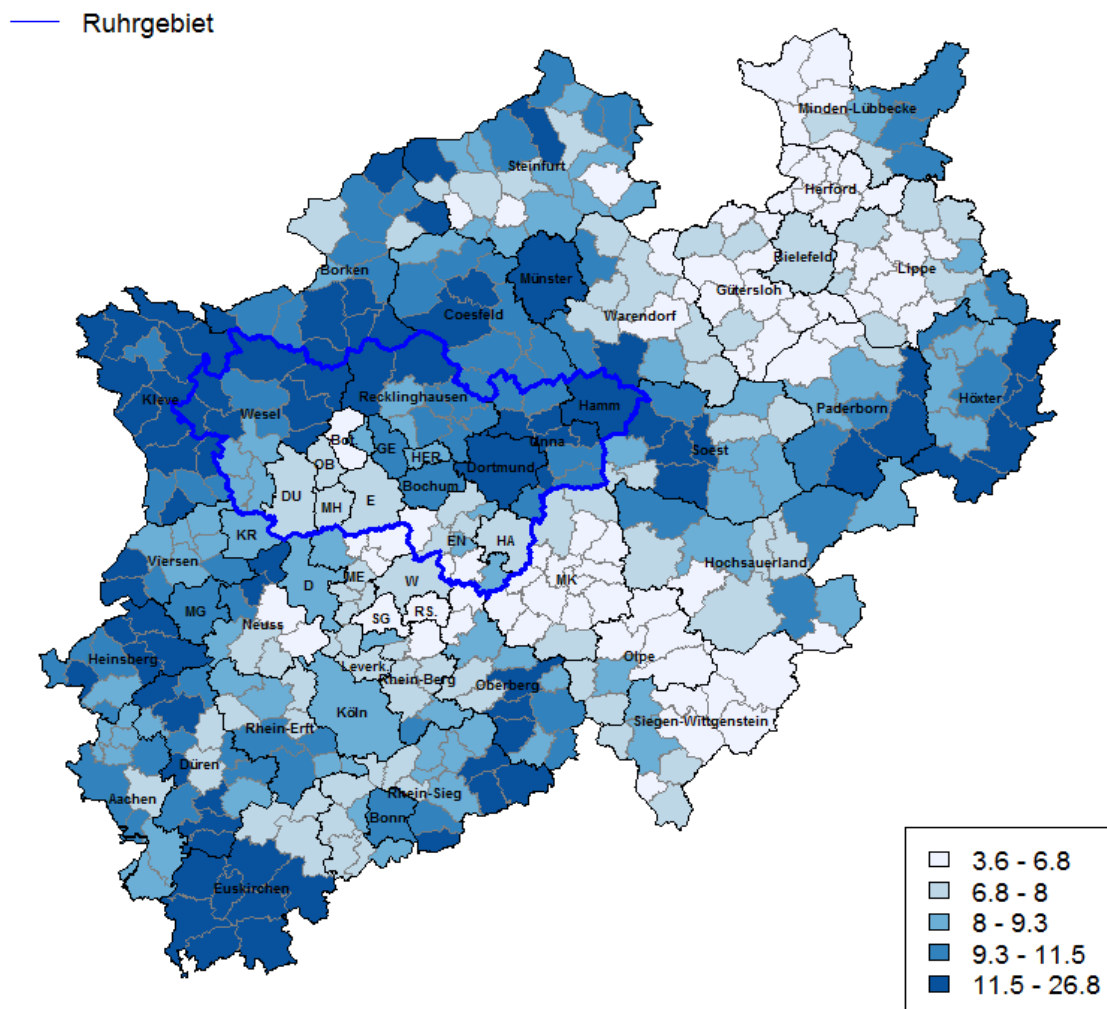 Ruhrgebiet
Minden-Lübbecke
Steinfurt
Herford
Bielefeld
Lippe
Borken
Münster
Gütersloh
Coesfeld
Warendorf
Kleve
Wesel
Recklinghausen
Hamm
Paderborn
Höxter
Bot
GE
HER
Unna
Soest
OB
Dortmund
DU
MH
E
Bochum
KR
EN
HA
Viersen
D
ME
W
MK
Hochsauerland
MG
Neuss
SG
RS
Heinsberg
Leverk.
Rhein-Berg
Oberberg
Olpe
Köln
Rhein-Erft
Siegen-Wittgenstein
Düren
Aachen
Rhein-Sieg
Bonn
Euskirchen
3.6 - 6.8
6.8 - 8
8 - 9.3
9.3 - 11.5
11.5 - 26.8